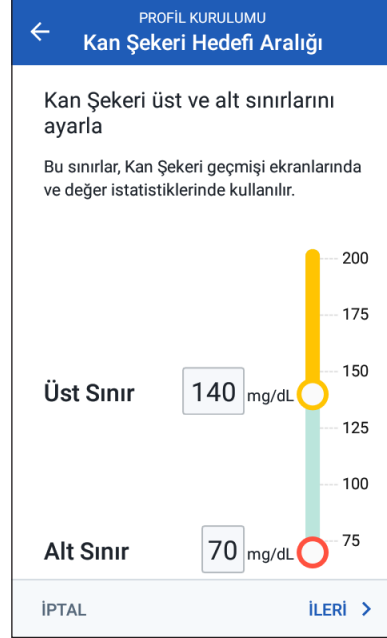 PROFİL KURULUMU
Kan Şekeri Hedefi Aralığı
Kan Şekeri üst ve alt sınırlarını
ayarla
Bu sınırlar, Kan Şekeri geçmişi ekranlarında
ve değer istatistiklerinde kullanılır.
200
175
150
Üst Sınır 140 mg/dL
125
100
75
Alt Sınır 70 mg/dL
İPTAL İLERİ